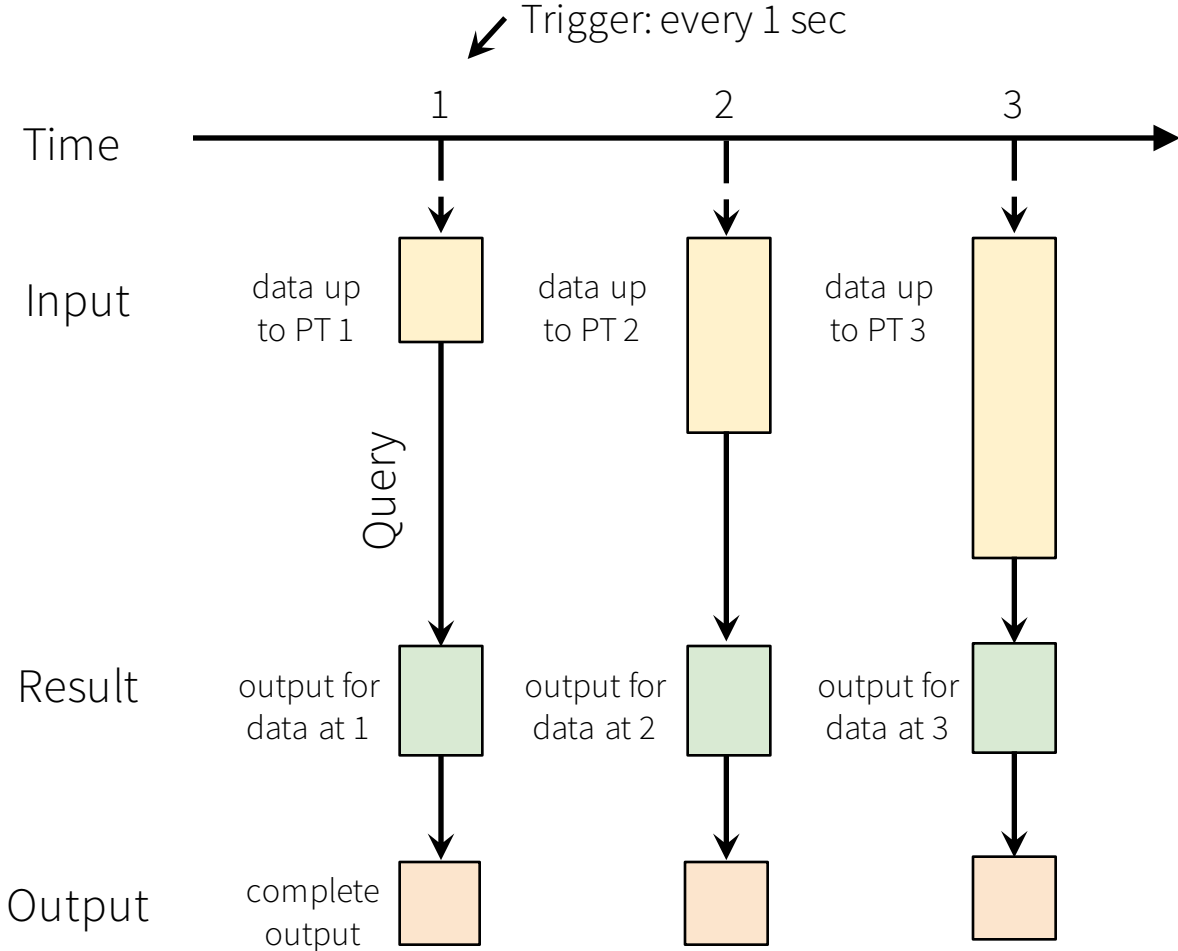 Trigger: every 1 sec
1
2
3
Time
Input
data up
to PT 1
data up
to PT 2
data up
to PT 3
Query
Result
output for
data at 1
output for
data at 2
output for
data at 3
Output
complete
output